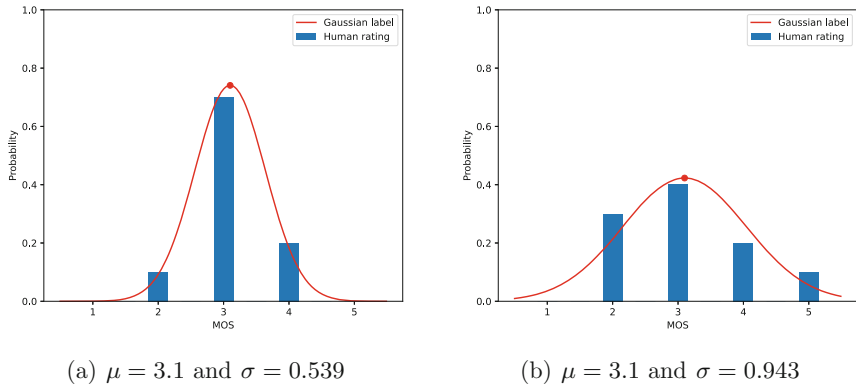 1.0
0.8
0.6
0.4
0.2
0.0
Probability
Gaussian label
Human rating
1 2 3 4 5
MOS
(a) μ = 3.1 and σ = 0.539
1.0
0.8
0.6
0.4
0.2
0.0
Probability
Gaussian label
Human rating
1 2 3 4 5
MOS
(b) μ = 3.1 and σ = 0.943